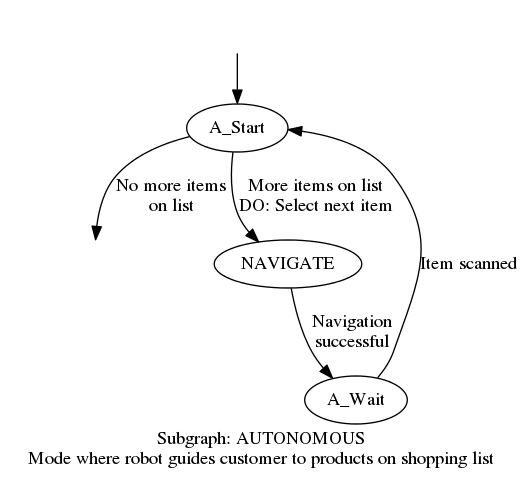 A_Start
No more items
on list
More items on list
DO: Select next item
NAVIGATE
Item scanned
Navigation
successful
A_Wait
Subgraph: AUTONOMOUS
Mode where robot guides customer to products on shopping list